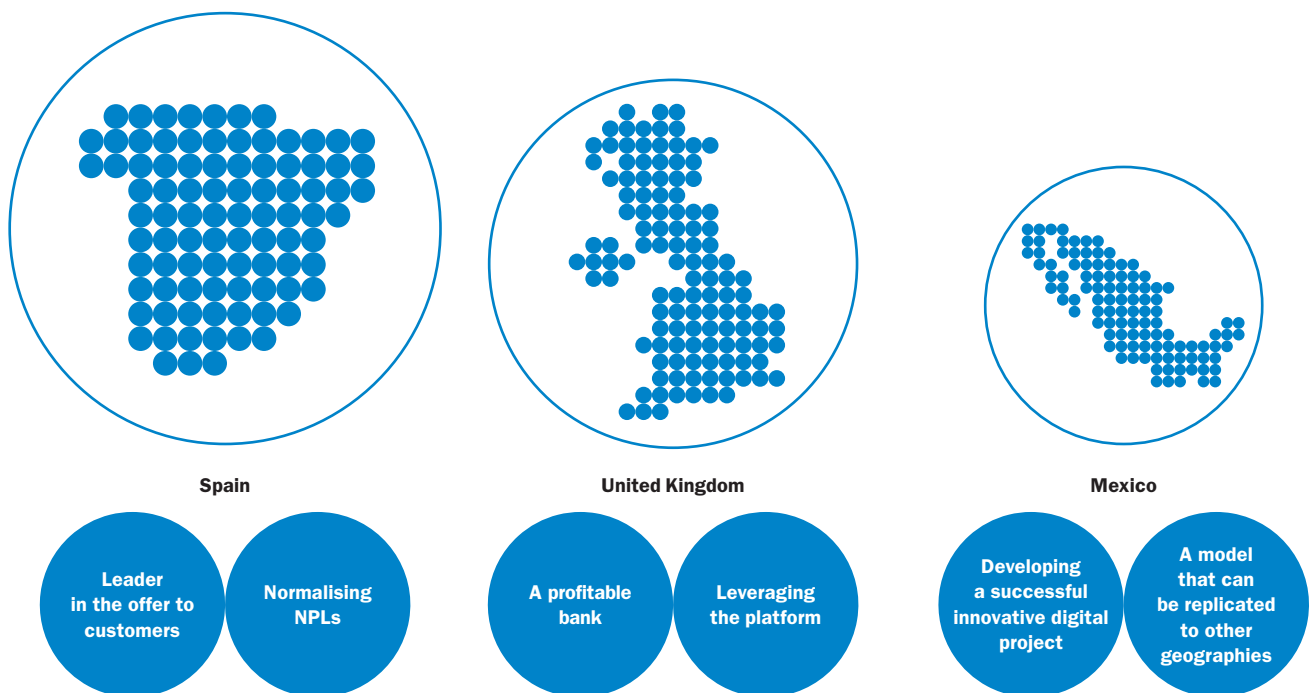 Spain
United Kingdom
Mexico
Leader
in the offer to
customers
Normalising
NPLs
A profitable
bank
Leveraging
the platform
Developing
a successful
innovative digital
project
A model
that can
be replicated
to other
geographies